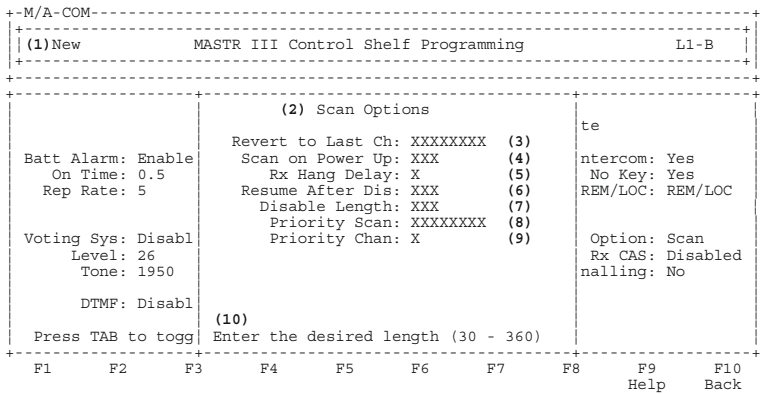 M/A-COM
(1)New MASTR III Control Shelf Programming L1-B
(2) Scan Options
te
Revert to Last Ch: XXXXXXXX (3)
Batt Alarm: Enable Scan on Power Up: XXX (4) ntercom: Yes
On Time: 0.5 Rx Hang Delay: X (5) No Key: Yes
Rep Rate: 5 Resume After Dis: XXX (6) REM/LOC: REM/LOC
Disable Length: XXX (7)
Priority Scan: XXXXXXXX (8)
Voting Sys: Disabl Priority Chan: X (9) Option: Scan
Level: 26 Rx CAS: Disabled
Tone: 1950 nalling: No
DTMF: Disabl
(10)
Press TAB to togg Enter the desired length (30 - 360)
F1 F2 F3 F4 F5 F6 F7 F8 F9 F10
Help Back